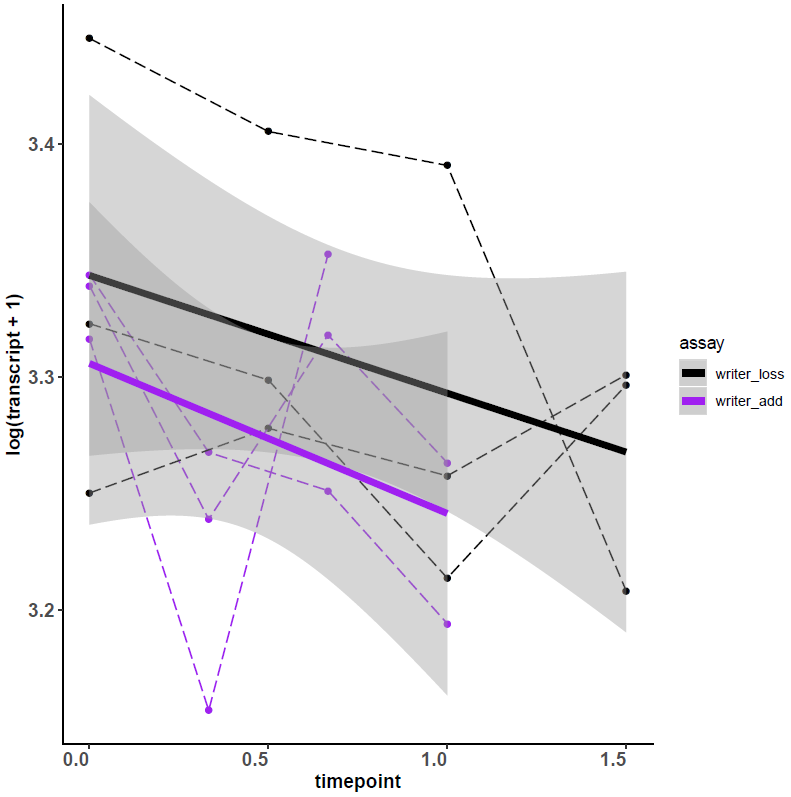 3.4
3.3
3.2
log(transcript + 1)
0.0
0.5
1.0
1.5
timepoint
assay
writer_loss
writer_add